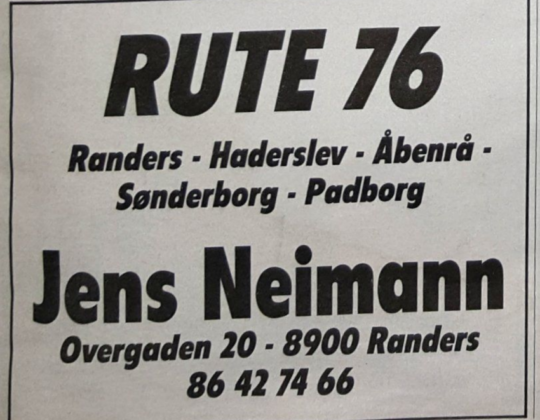 RUTE 76
Randers - Haderslev - Åbenrå -
Sønderborg - Padborg
Jens Neimann
Overgaden 20 - 8900 Randers
86 42 74 66